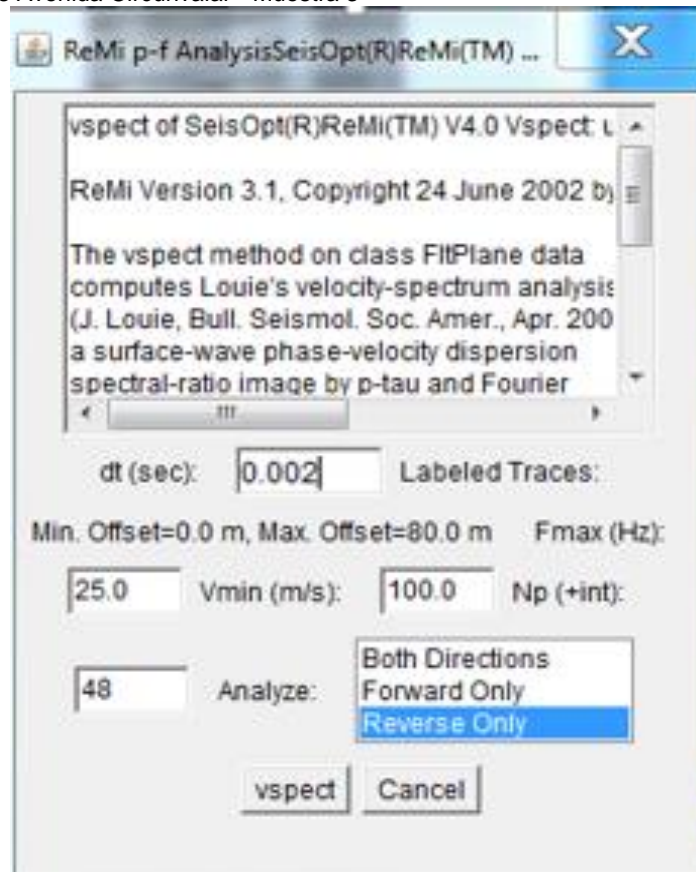 Avenida Circunvalar - Muestra
ReMi p-f AnalysisSeisOpt(R)ReMi(TM) ...
vspect of SeisOpt(R)ReMi(TM) V4.0 Vspect: u
ReMi Version 3.1, Copyright 24 June 2002 by
The vspect method on class FltPlane data
computes Louie's velocity-spectrum analysis
(J. Louie, Bull. Seismol. Soc. Amer., Apr. 200
a surface-wave phase-velocity dispersion
spectral-ratio image by p-tau and Fourier
dt (sec): 0.002 Labeled Traces:
Min. Offset=0.0 m, Max. Offset=80.0 m Fmax (Hz):
25.0 Vmin (m/s): 100.0 Np (+int):
48 Analyze:
Both Directions
Forward Only
Reverse Only
vspect Cancel